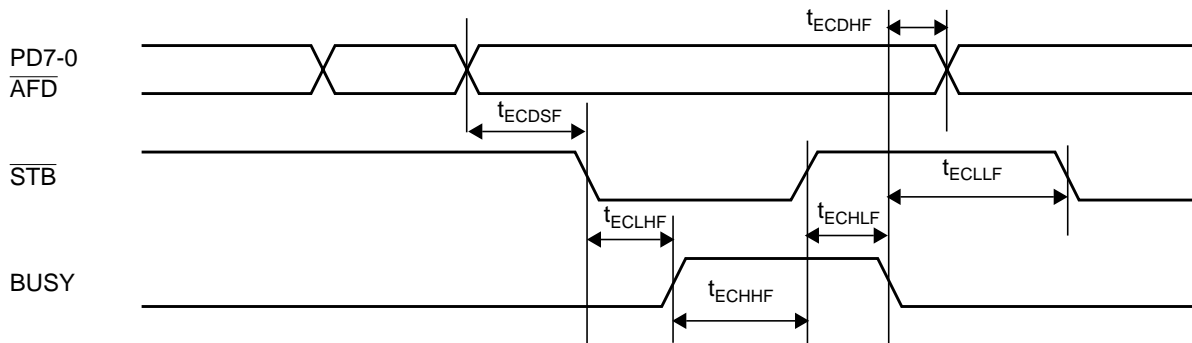 tECDHF
PD7-0
AFD
tECDSF
STB
tECLLF
tECLHF
tECHLF
BUSY
tECHHF